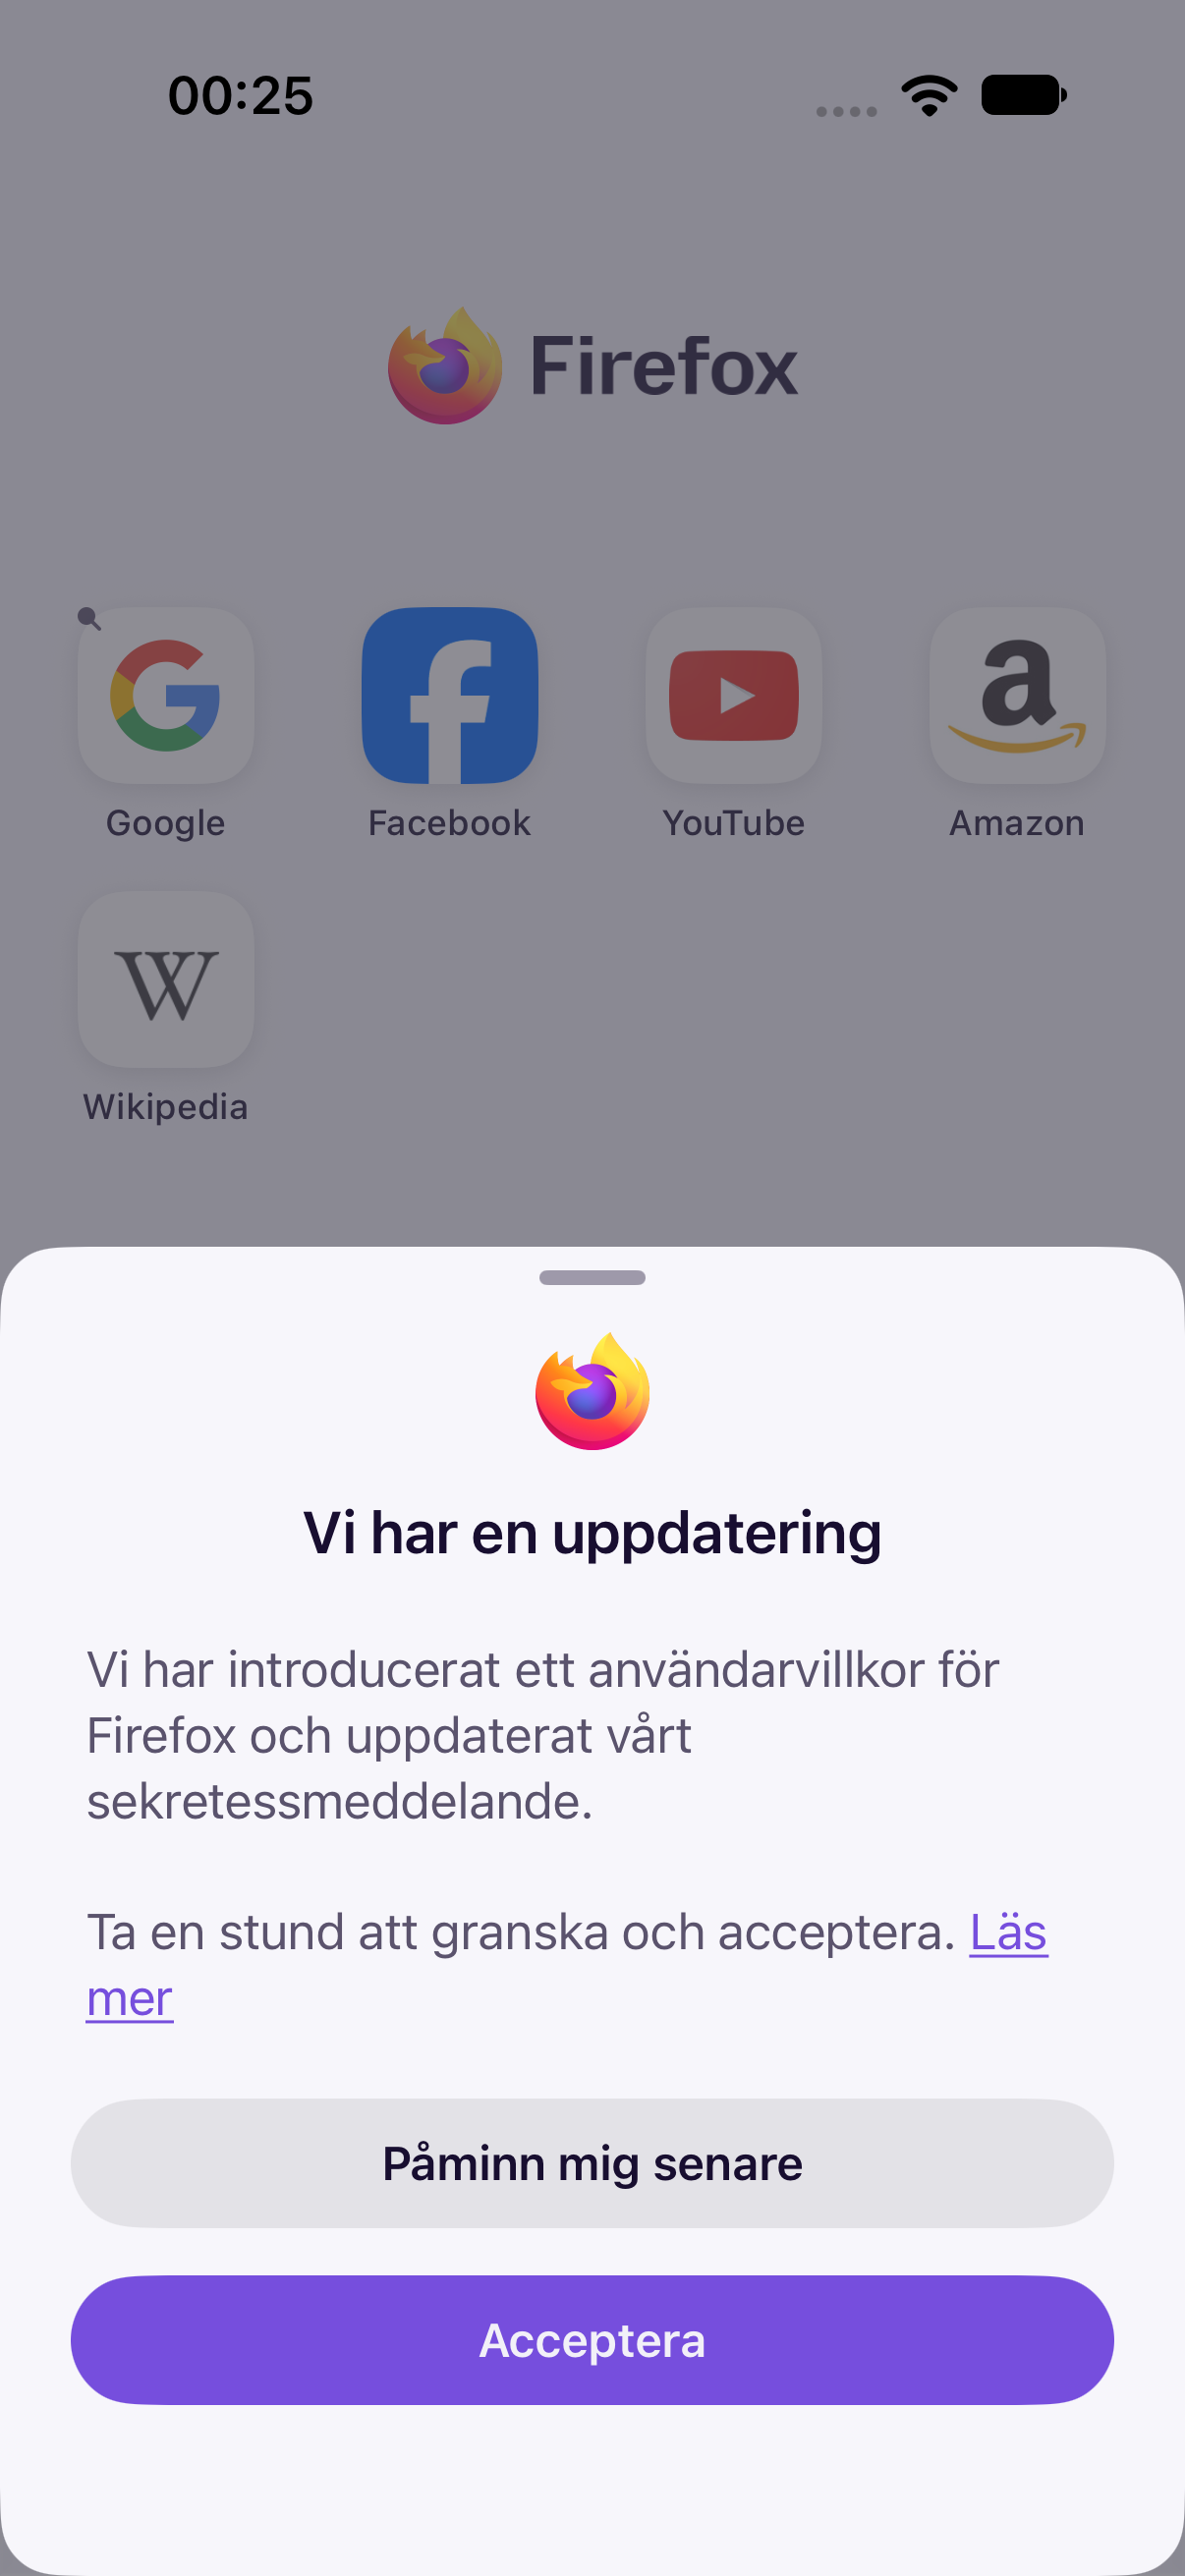 00:25
Firefox
Google
Facebook
YouTube
Amazon
Wikipedia
Vi har en uppdatering
Vi har introducerat ett användarvillkor för
Firefox och uppdaterat vårt
sekretessmeddelande.
Ta en stund att granska och acceptera. Läs
mer
Påminn mig senare
Acceptera